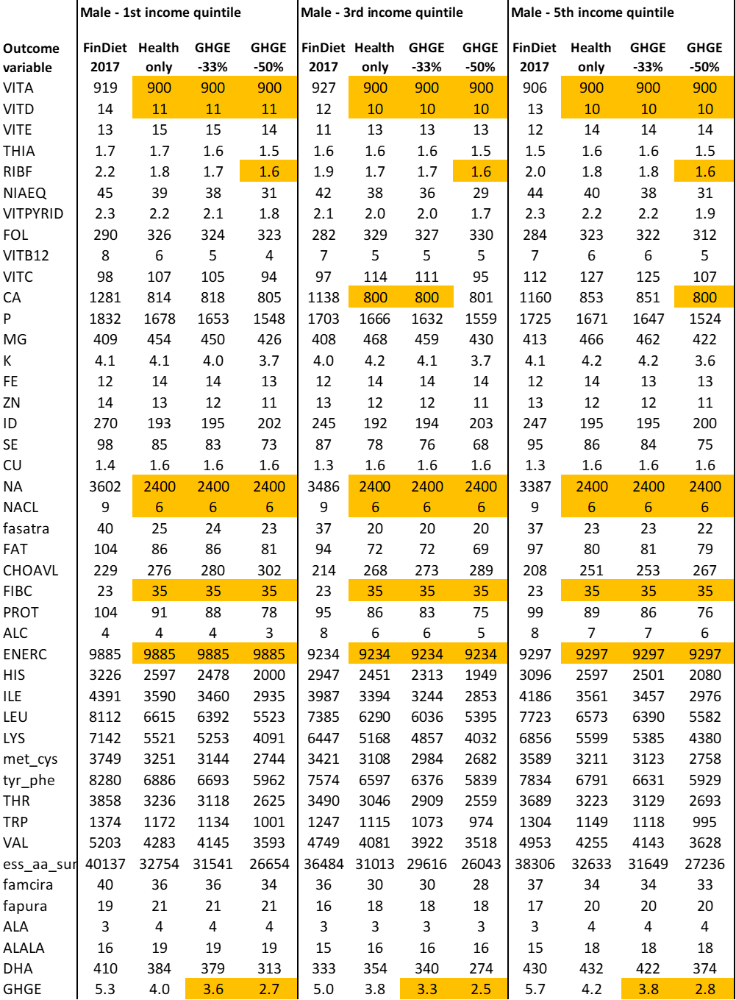 Male - 1st income quintile Male - 3rd income quintile Male - 5th income quintile
Outcome FinDiet Health GHGE GHGE FinDiet Health GHGE GHGE FinDiet Health GHGE GHGE
variable 2017 only -33% -50% 2017 only -33% -50% 2017 only -33% -50%
VITA 919 900 900 900 927 900 900 900 906 900 900 900
VITD 14 11 11 11 12 10 10 10 13 10 10 10
VITE 13 15 15 14 11 13 13 13 12 14 14 14
THIA 1.7 1.7 1.6 1.5 1.6 1.6 1.6 1.5 1.5 1.6 1.6 1.5
RIBF 2.2 1.8 1.7 1.6 1.9 1.7 1.7 1.6 2.0 1.8 1.8 1.6
NIAEQ 45 39 38 31 42 38 36 29 44 40 38 31
VITPYRID 2.3 2.2 2.1 1.8 2.1 2.0 2.0 1.7 2.3 2.2 2.2 1.9
FOL 290 326 324 323 282 329 327 330 284 323 322 312
VITB12 8 6 5 4 7 5 5 5 7 6 6 5
VITC 98 107 105 94 97 114 111 95 112 127 125 107
CA 1281 814 818 805 1138 800 800 801 1160 853 851 800
P 1832 1678 1653 1548 1703 1666 1632 1559 1725 1671 1647 1524
MG 409 454 450 426 408 468 459 430 413 466 462 422
K 4.1 4.1 4.0 3.7 4.0 4.2 4.1 3.7 4.1 4.2 4.2 3.6
FE 12 14 14 13 12 14 14 14 12 14 13 13
ZN 14 13 12 11 13 12 12 11 13 12 12 11
ID 270 193 195 202 245 192 194 203 247 195 195 200
SE 98 85 83 73 87 78 76 68 95 86 84 75
CU 1.4 1.6 1.6 1.6 1.3 1.6 1.6 1.6 1.3 1.6 1.6 1.6
NA 3602 2400 2400 2400 3486 2400 2400 2400 3387 2400 2400 2400
NACL 9 6 6 6 9 6 6 6 9 6 6 6
fasatra 40 25 24 23 37 20 20 20 37 23 23 22
FAT 104 86 86 81 94 72 72 69 97 80 81 79
CHOAVL 229 276 280 302 214 268 273 289 208 251 253 267
FIBC 23 35 35 35 23 35 35 35 23 35 35 35
PROT 104 91 88 78 95 86 83 75 99 89 86 76
ALC 4 4 4 3 8 6 6 5 8 7 7 6
ENERC 9885 9885 9885 9885 9234 9234 9234 9234 9297 9297 9297 9297
HIS 3226 2597 2478 2000 2947 2451 2313 1949 3096 2597 2501 2080
ILE 4391 3590 3460 2935 3987 3394 3244 2853 4186 3561 3457 2976
LEU 8112 6615 6392 5523 7385 6290 6036 5395 7723 6573 6390 5582
LYS 7142 5521 5253 4091 6447 5168 4857 4032 6856 5599 5385 4380
met_cys 3749 3251 3144 2744 3421 3108 2984 2682 3589 3211 3123 2758
tyr_phe 8280 6886 6693 5962 7574 6597 6376 5839 7834 6791 6631 5929
THR 3858 3236 3118 2625 3490 3046 2909 2559 3689 3223 3129 2693
TRP 1374 1172 1134 1001 1247 1115 1073 974 1304 1149 1118 995
VAL 5203 4283 4145 3593 4749 4081 3922 3518 4953 4255 4143 3628
ess_aa_sur 40137 32754 31541 26654 36484 31013 29616 26043 38306 32633 31649 27236
famcira 40 36 36 34 36 30 30 28 37 34 34 33
fapura 19 21 21 21 16 18 18 18 17 20 20 20
ALA 3 4 4 4 3 3 3 3 3 4 4 4
ALALA 16 19 19 19 15 16 16 16 15 18 18 18
DHA 410 384 379 313 333 354 340 274 430 432 422 374
GHGE 5.3 4.0 3.6 2.7 5.0 3.8 3.3 2.5 5.7 4.2 3.8 2.8